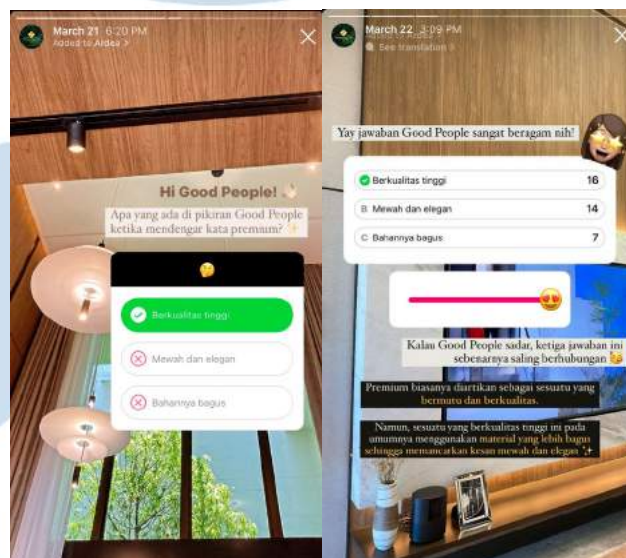 March 21 6:20 PM
Added to Ardea >
Hi Good People!
Apa yang ada di pikiran Good People
ketika mendengar kata premium?
Berkualitas tinggi
Mewah dan elegan
Bahannya bagus
March 22 3:09 PM
Added to Ardea >
See translation >
Yay jawaban Good People sangat beragam nih!
Berkualitas tinggi 16
B Mewah dan elegan 14
C Bahannya bagus 7
Kalau Good People sadar, ketiga jawaban ini
sebenarnya saling berhubungan
Premium biasanya diartikan sebagai sesuatu yang
bermutu dan berkualitas.
Namun, sesuatu yang berkualitas tinggi ini pada
umumnya menggunakan material yang lebih bagus
sehingga memancarkan kesan mewah dan elegan